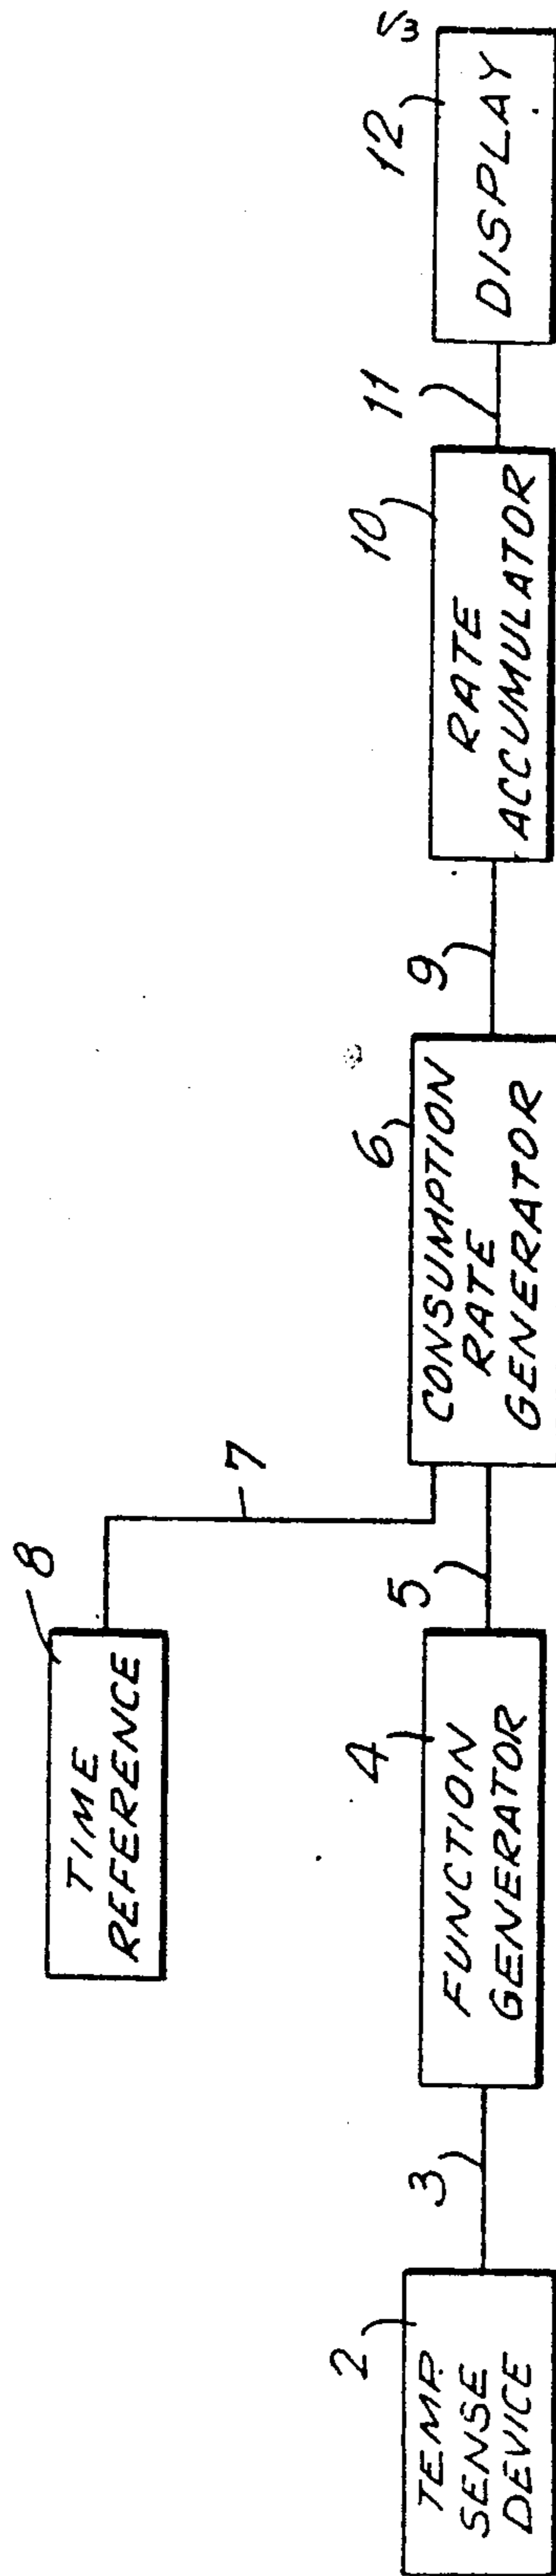 1/3
8
TIME
REFERENCE
7
2
TEMP.
SENSE
DEVICE
3
4
FUNCTION
GENERATOR
5
6
CONSUMPTION
RATE
GENERATOR
9
10
RATE
ACCUMULATOR
11
12
DISPLAY